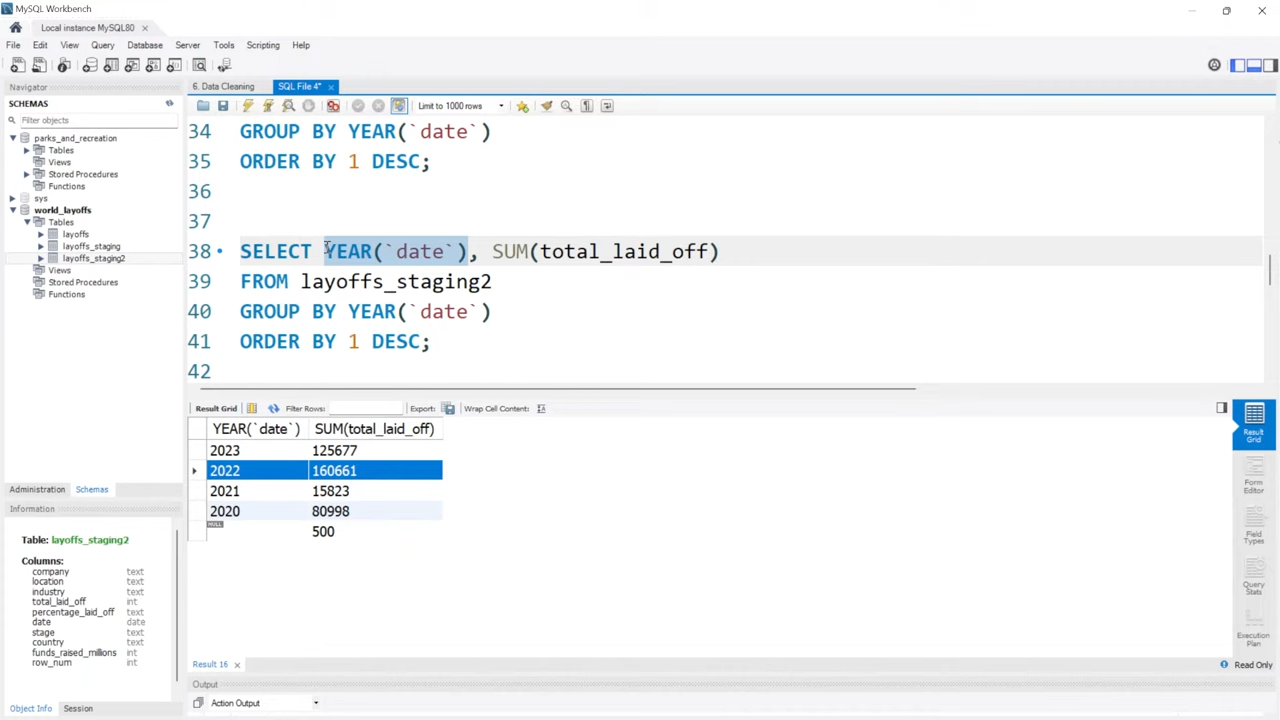 MySQL Workbench
Local instance MySQL80
File Edit View Query Database Server Tools Scripting Help
Navigator
SCHEMAS
Filter objects
parks_and_recreation
Tables
Views
Stored Procedures
Functions
sys
world_layoffs
Tables
layoffs
layoffs_staging
layoffs_staging2
Views
Stored Procedures
Functions
Administration Schemas
Information
Table: layoffs_staging2
Columns:
company text
location text
industry text
total_laid_off int
percentage_laid_off text
date date
stage text
country text
funds_raised_millions int
row_num int
Object Info Session
6. Data Cleaning SQL File 4*
Limit to 1000 rows
34 GROUP BY YEAR(`date`)
35 ORDER BY 1 DESC;
36
37
38 SELECT YEAR(`date`), SUM(total_laid_off)
39 FROM layoffs_staging2
40 GROUP BY YEAR(`date`)
41 ORDER BY 1 DESC;
42
Result Grid Filter Rows: Export: Wrap Cell Content: IA
YEAR(`date`) SUM(total_laid_off)
2023 125677
2022 160661
2021 15823
2020 80998
NULL 500
Result Grid
Form Editor
Field Types
Query Stats
Execution Plan
Result 16
Read Only
Output
Action Output